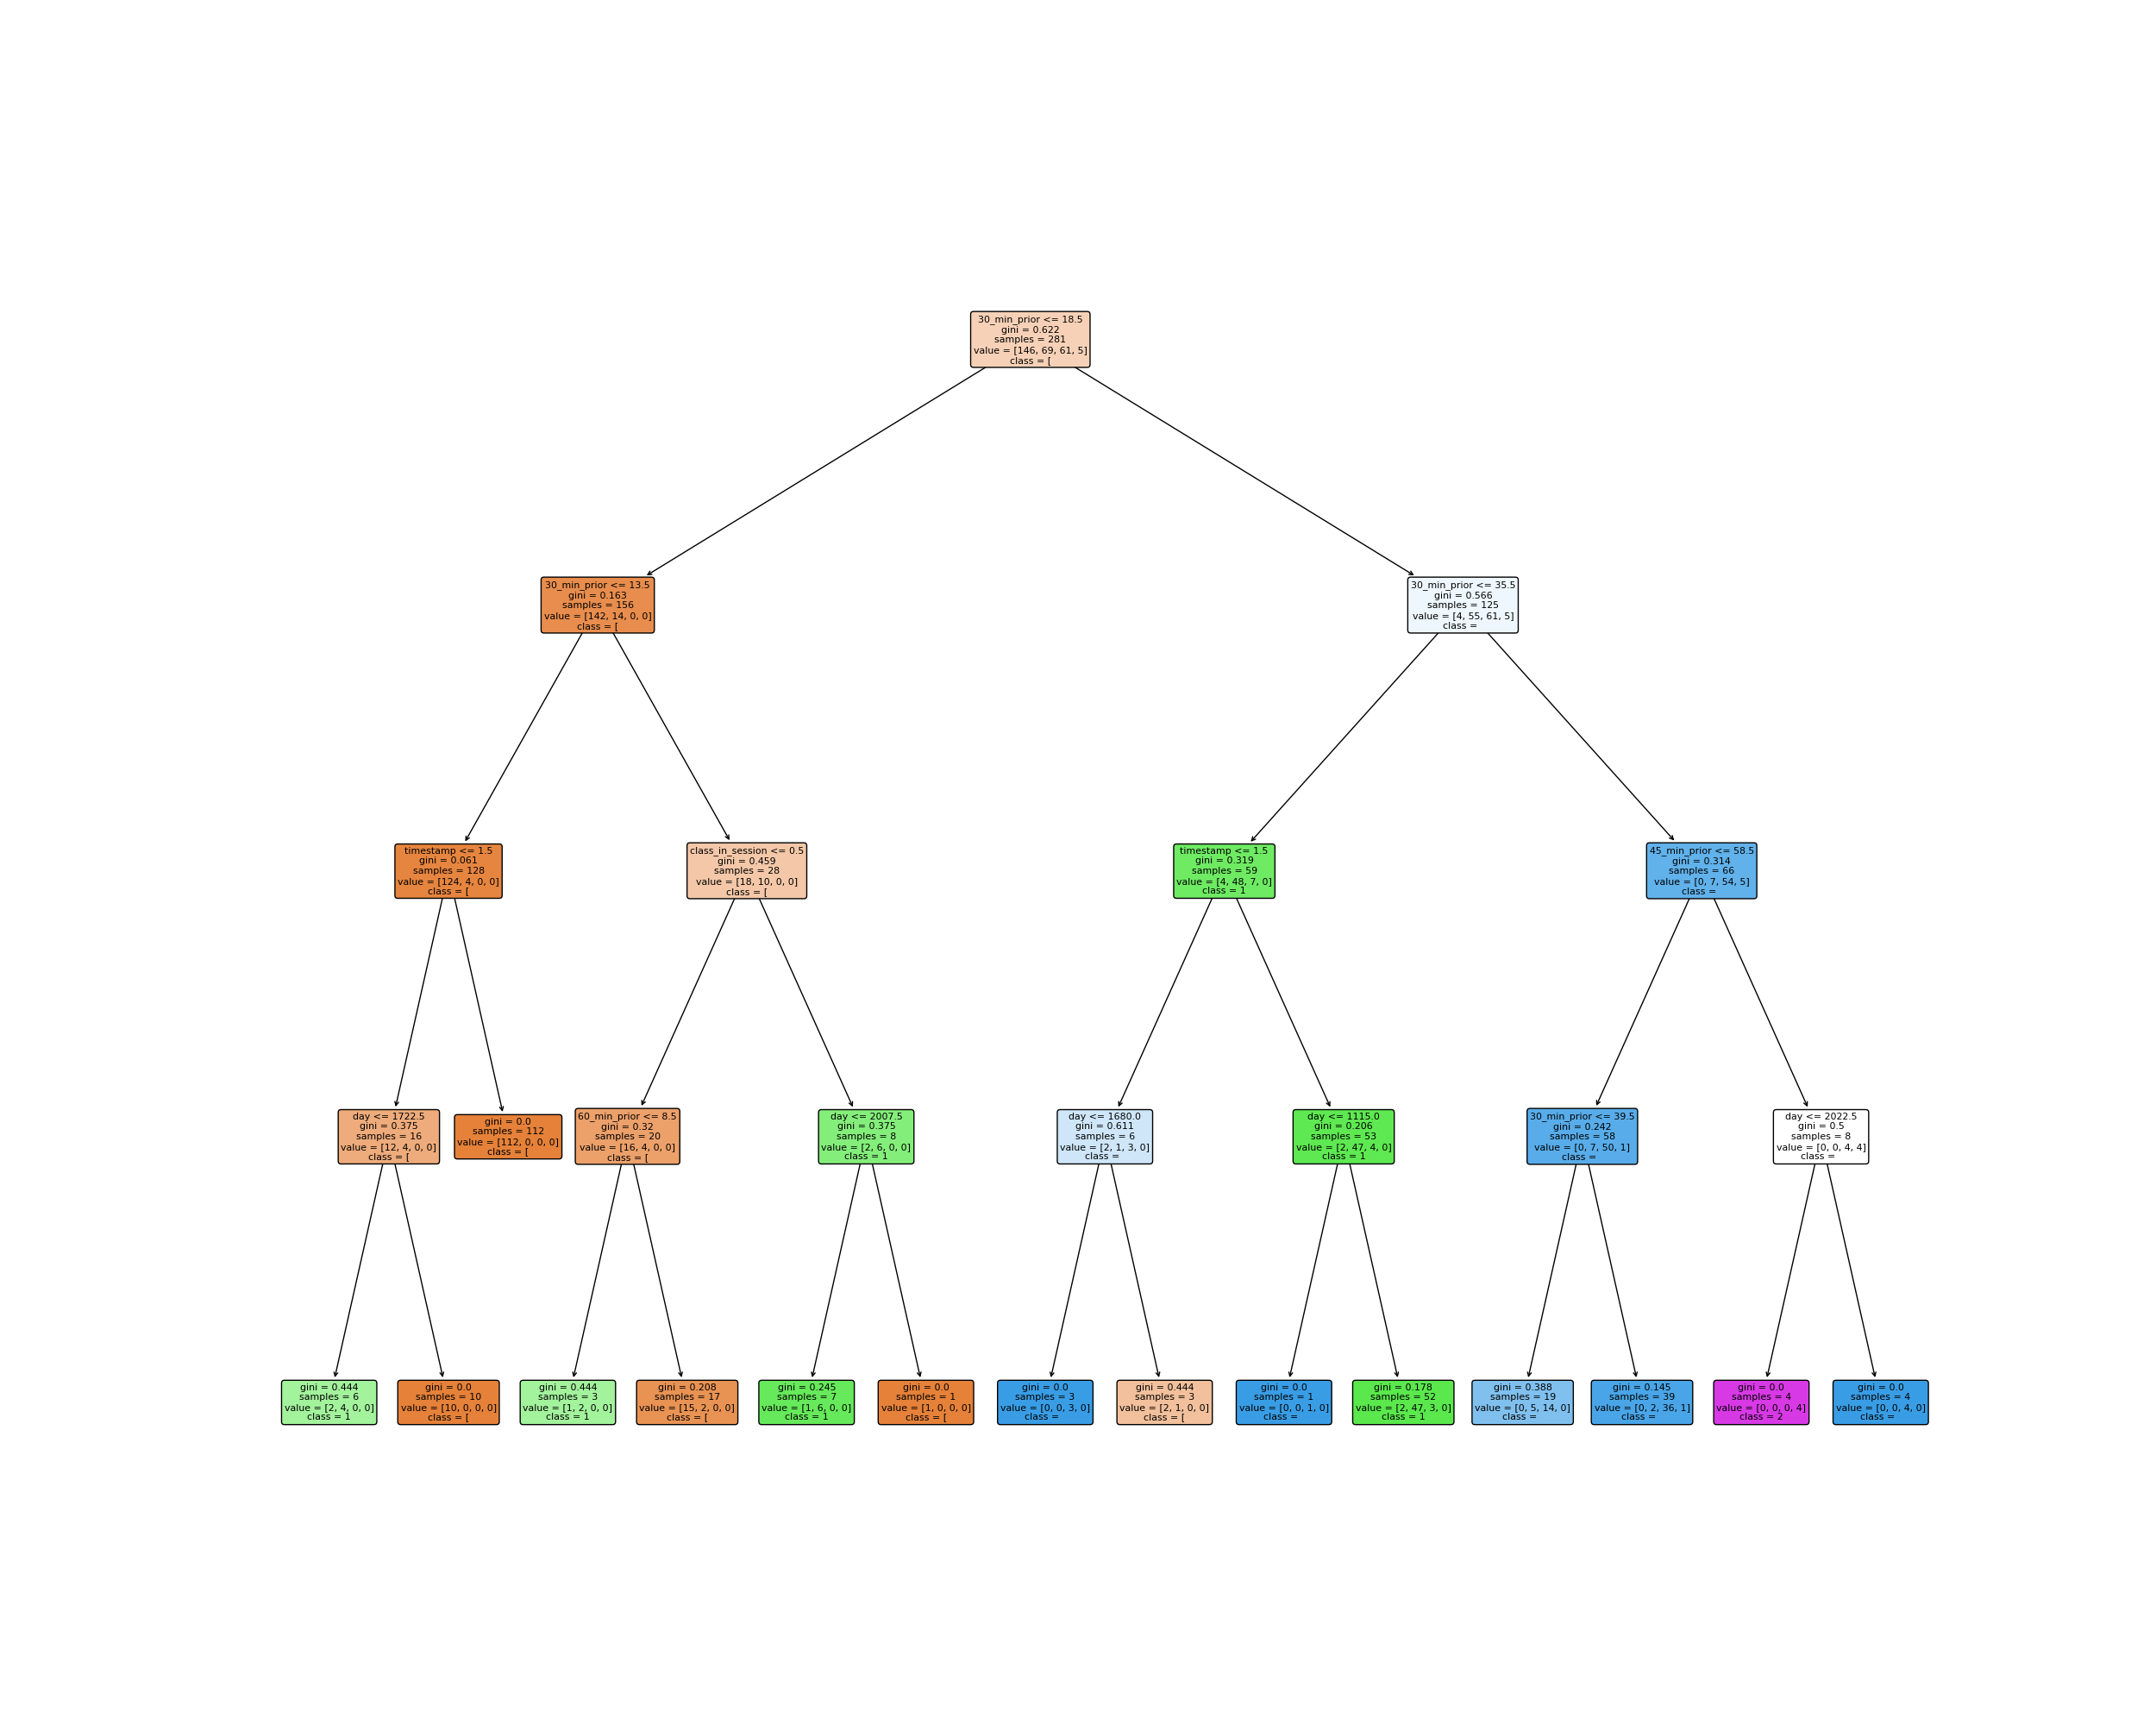 30_min_prior <= 18.5
gini = 0.622
samples = 281
value = [146, 69, 61, 5]
class = [
30_min_prior <= 13.5
gini = 0.163
samples = 156
value = [142, 14, 0, 0]
class = [
30_min_prior <= 35.5
gini = 0.566
samples = 125
value = [4, 55, 61, 5]
class =
timestamp <= 1.5
gini = 0.061
samples = 128
value = [124, 4, 0, 0]
class = [
class_in_session <= 0.5
gini = 0.459
samples = 28
value = [18, 10, 0, 0]
class = [
timestamp <= 1.5
gini = 0.319
samples = 59
value = [4, 48, 7, 0]
class = 1
45_min_prior <= 58.5
gini = 0.314
samples = 66
value = [0, 7, 54, 5]
class =
day <= 1722.5
gini = 0.375
samples = 16
value = [12, 4, 0, 0]
class = [
gini = 0.0
samples = 112
value = [112, 0, 0, 0]
class = [
60_min_prior <= 8.5
gini = 0.32
samples = 20
value = [16, 4, 0, 0]
class = [
day <= 2007.5
gini = 0.375
samples = 8
value = [2, 6, 0, 0]
class = 1
day <= 1680.0
gini = 0.611
samples = 6
value = [2, 1, 3, 0]
class =
day <= 1115.0
gini = 0.206
samples = 53
value = [2, 47, 4, 0]
class = 1
30_min_prior <= 39.5
gini = 0.242
samples = 58
value = [0, 7, 50, 1]
class =
day <= 2022.5
gini = 0.5
samples = 8
value = [0, 0, 4, 4]
class =
gini = 0.444
samples = 6
value = [2, 4, 0, 0]
class = 1
gini = 0.0
samples = 10
value = [10, 0, 0, 0]
class = [
gini = 0.444
samples = 3
value = [1, 2, 0, 0]
class = 1
gini = 0.208
samples = 17
value = [15, 2, 0, 0]
class = [
gini = 0.245
samples = 7
value = [1, 6, 0, 0]
class = 1
gini = 0.0
samples = 1
value = [1, 0, 0, 0]
class = [
gini = 0.0
samples = 3
value = [0, 0, 3, 0]
class =
gini = 0.444
samples = 3
value = [2, 1, 0, 0]
class = [
gini = 0.0
samples = 1
value = [0, 0, 1, 0]
class =
gini = 0.178
samples = 52
value = [2, 47, 3, 0]
class = 1
gini = 0.388
samples = 19
value = [0, 5, 14, 0]
class =
gini = 0.145
samples = 39
value = [0, 2, 36, 1]
class =
gini = 0.0
samples = 4
value = [0, 0, 0, 4]
class = 2
gini = 0.0
samples = 4
value = [0, 0, 4, 0]
class =